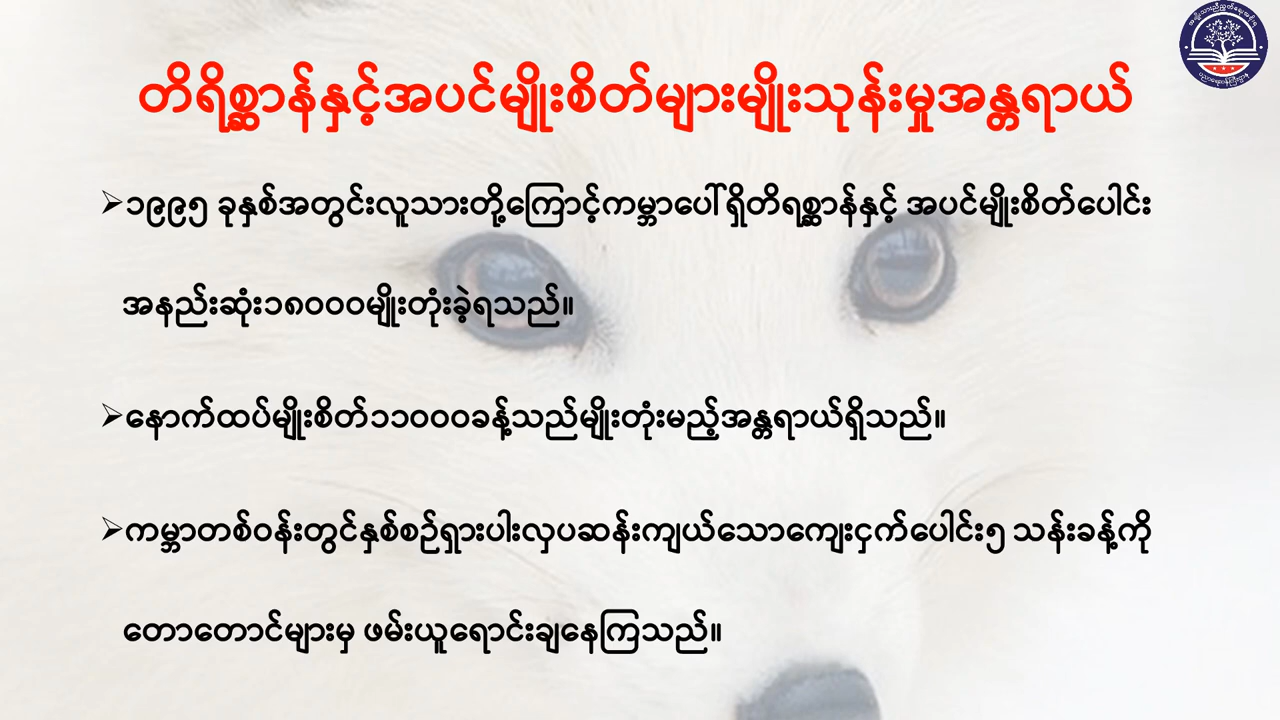 တိရိစ္ဆာန်နှင့်အပင်မျိုးစိတ်များမျိုးသုန်းမှုအန္တရာယ်
➢၁၉၉၅ ခုနှစ်အတွင်းလူသားတို့ကြောင့်ကမ္ဘာပေါ်ရှိတိရစ္ဆာန်နှင့် အပင်မျိုးစိတ်ပေါင်း
အနည်းဆုံး၁၈၀၀၀မျိုးတုံးခဲ့ရသည်။
➢နောက်ထပ်မျိုးစိတ်၁၁၀၀၀ခန့်သည်မျိုးတုံးမည့်အန္တရာယ်ရှိသည်။
➢ကမ္ဘာတစ်ဝန်းတွင်နှစ်စဉ်ရှားပါးလှပဆန်းကျယ်သောကျေးငှက်ပေါင်း၅ သန်းခန့်ကို
တောတောင်များမှ ဖမ်းယူရောင်းချနေကြသည်။